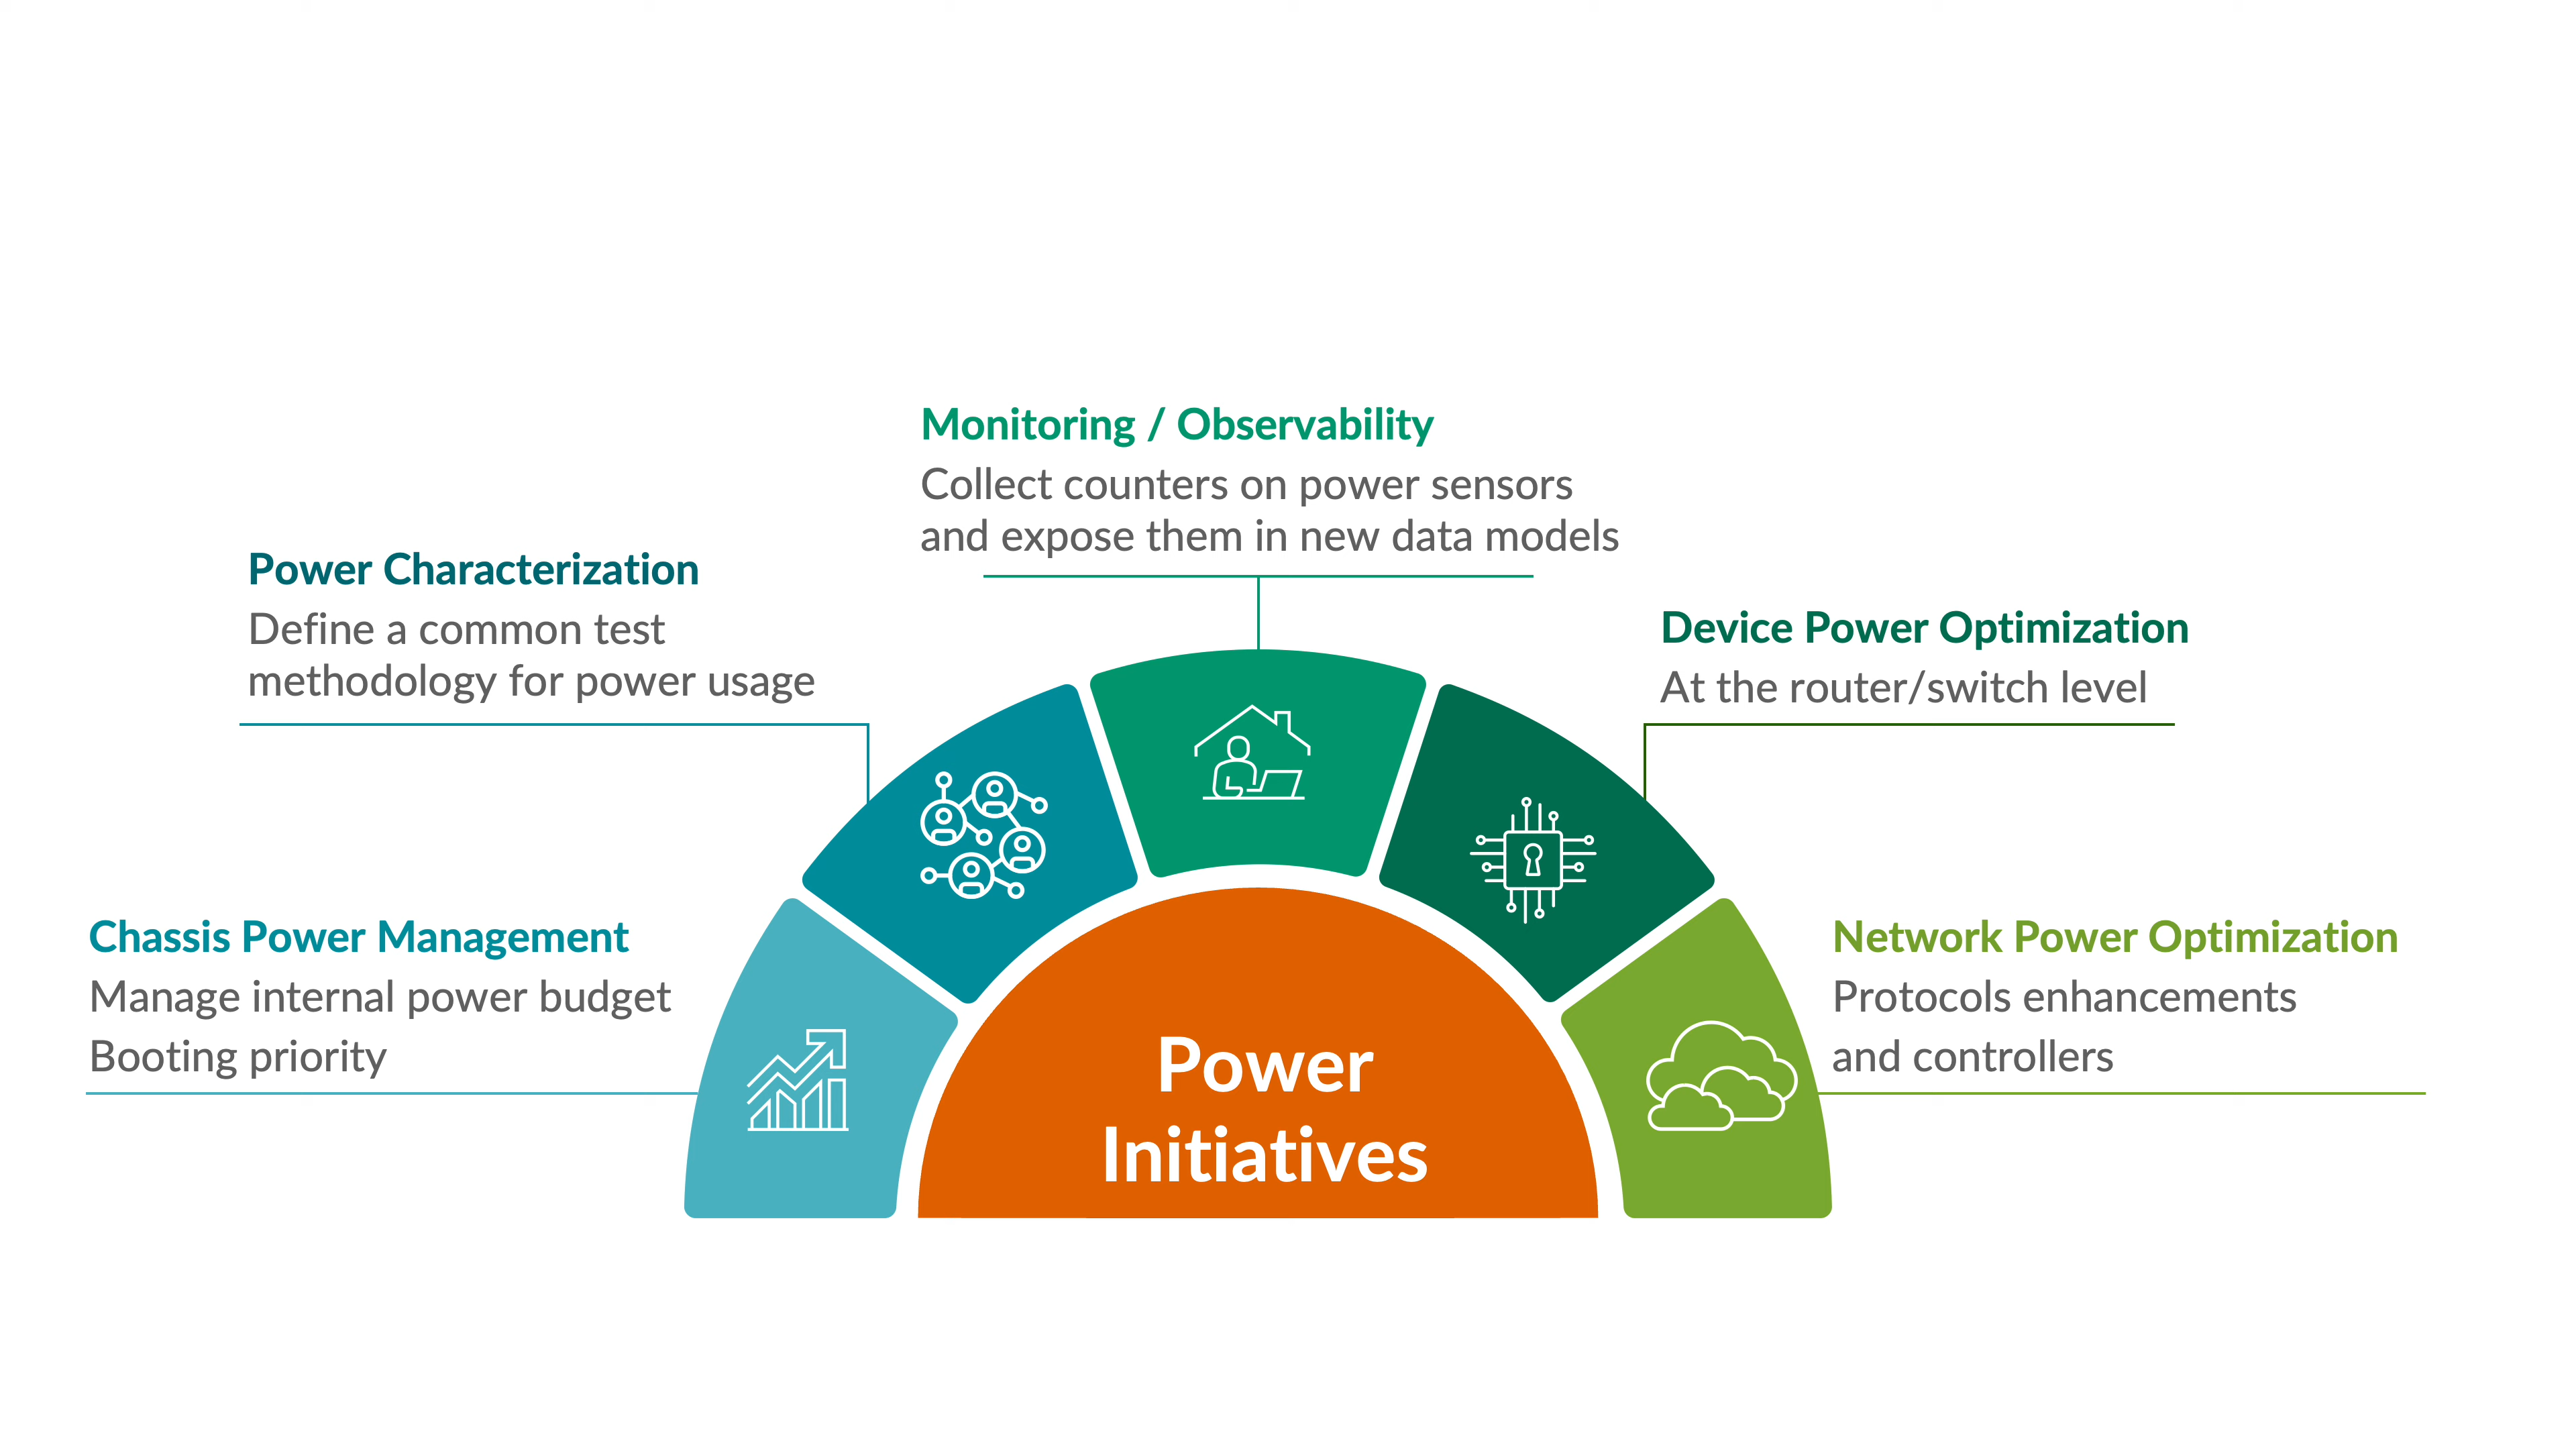 Monitoring / Observability
Collect counters on power sensors
and expose them in new data models
Power Characterization
Define a common test
methodology for power usage
Device Power Optimization
At the router/switch level
Chassis Power Management
Manage internal power budget
Booting priority
Network Power Optimization
Protocols enhancements
and controllers
Power
Initiatives